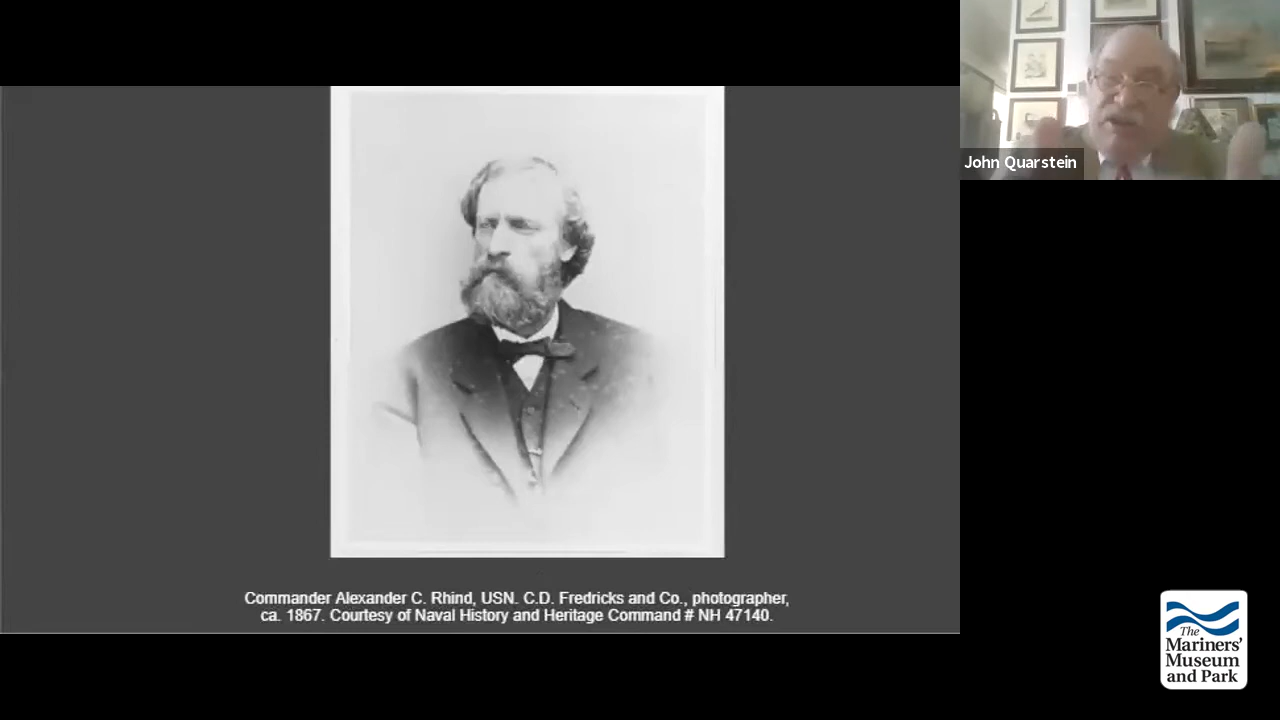 John Quarstein
Commander Alexander C. Rhind, USN. C.D. Fredricks and Co., photographer,
ca. 1867. Courtesy of Naval History and Heritage Command # NH 47140.
The
Mariners'
Museum
and Park